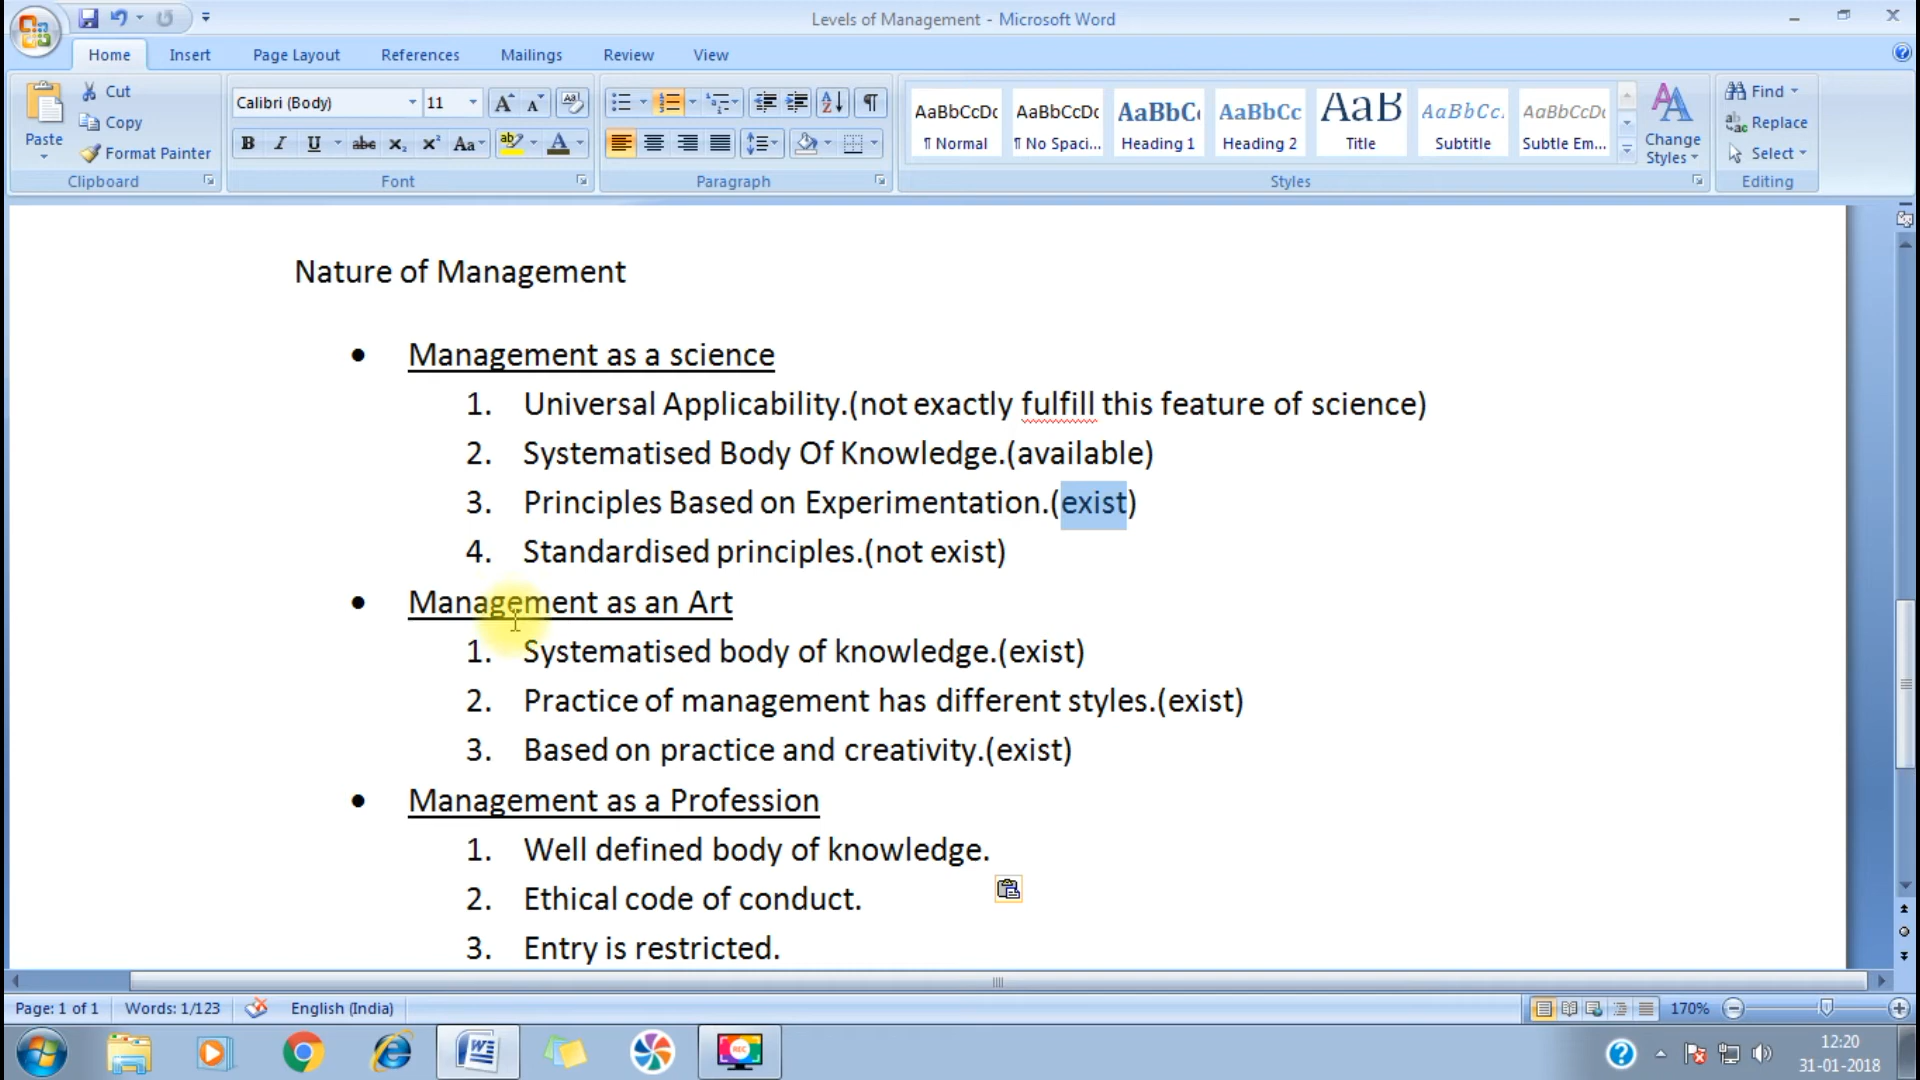 Levels of Management - Microsoft Word
Home Insert Page Layout References Mailings Review View
Paste
Cut
Copy
Format Painter
Clipboard
Calibri (Body) 11
Font
Paragraph
AaBbCcDc AaBbCcDc AaBbC AaBbCc AaB AaBbCc. AaBbCcDc
¶ Normal ¶ No Spaci... Heading 1 Heading 2 Title Subtitle Subtle Em...
Change Styles
Styles
Find
Replace
Select
Editing
Nature of Management
• Management as a science
1. Universal Applicability.(not exactly fulfill this feature of science)
2. Systematised Body Of Knowledge.(available)
3. Principles Based on Experimentation.(exist)
4. Standardised principles.(not exist)
• Management as an Art
1. Systematised body of knowledge.(exist)
2. Practice of management has different styles.(exist)
3. Based on practice and creativity.(exist)
• Management as a Profession
1. Well defined body of knowledge.
2. Ethical code of conduct.
3. Entry is restricted.
Page: 1 of 1 Words: 1/123 English (India) 170%
12:20
31-01-2018